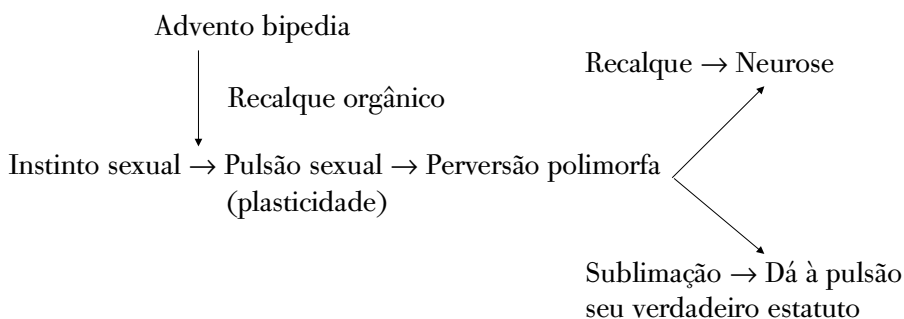 Advento bipedia
Recalque → Neurose
Recalque orgânico
Instinto sexual → Pulsão sexual → Perversão polimorfa
(plasticidade)
Sublimação → Dá à pulsão
seu verdadeiro estatuto